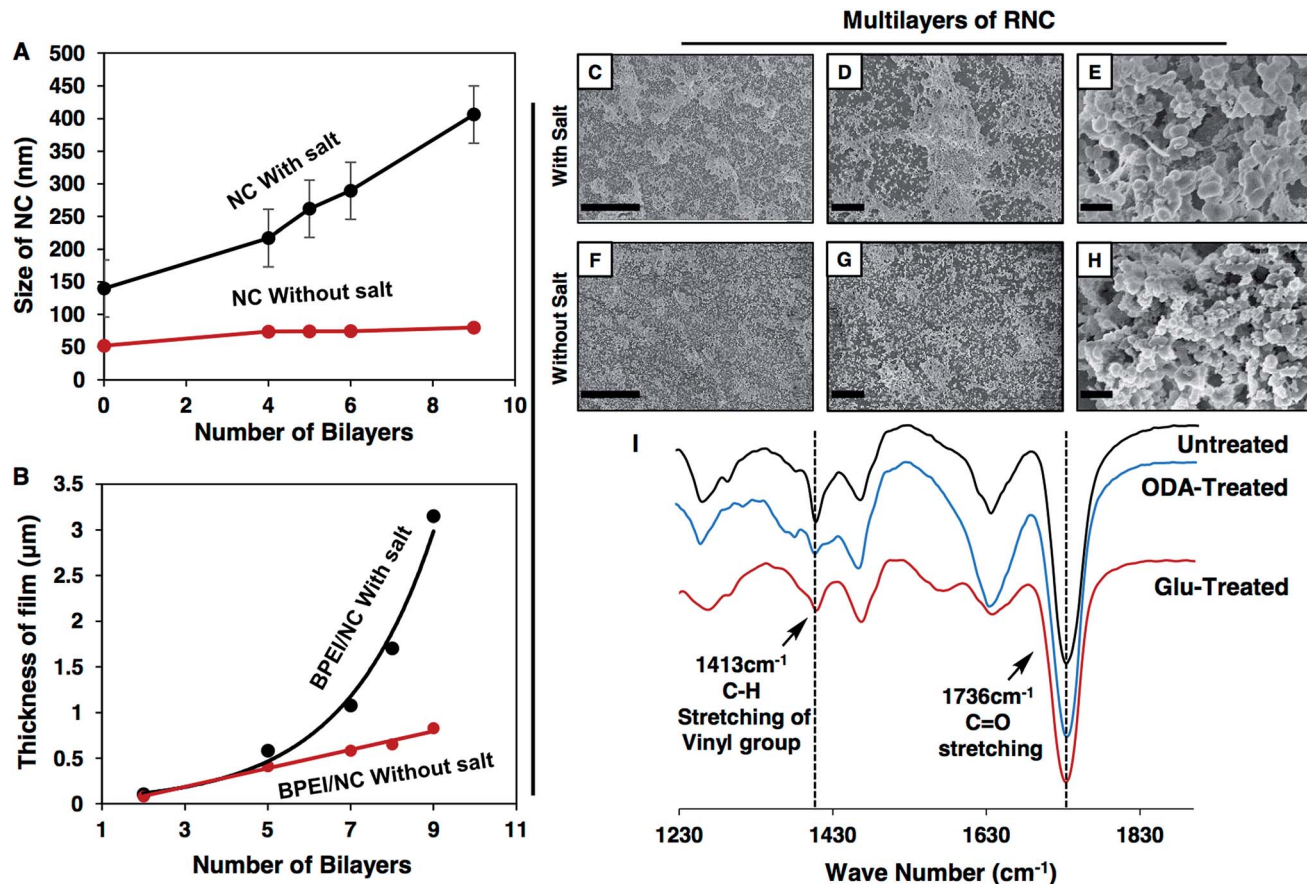 A
500
450
400
350
300
250
200
150
100
50
0
Size of NC (nm)
NC With salt
NC Without salt
0 2 4 6 8 10
Number of Bilayers
B
3.5
3
2.5
2
1.5
1
0.5
0
Thickness of film (µm)
BPEI/NC With salt
BPEI/NC Without salt
1 3 5 7 9 11
Number of Bilayers
Multilayers of RNC
With Salt
C
D
E
Without Salt
F
G
H
I
Untreated
ODA-Treated
Glu-Treated
1413cm⁻¹
C-H
Stretching of
Vinyl group
1736cm⁻¹
C=O
stretching
1230 1430 1630 1830
Wave Number (cm⁻¹)